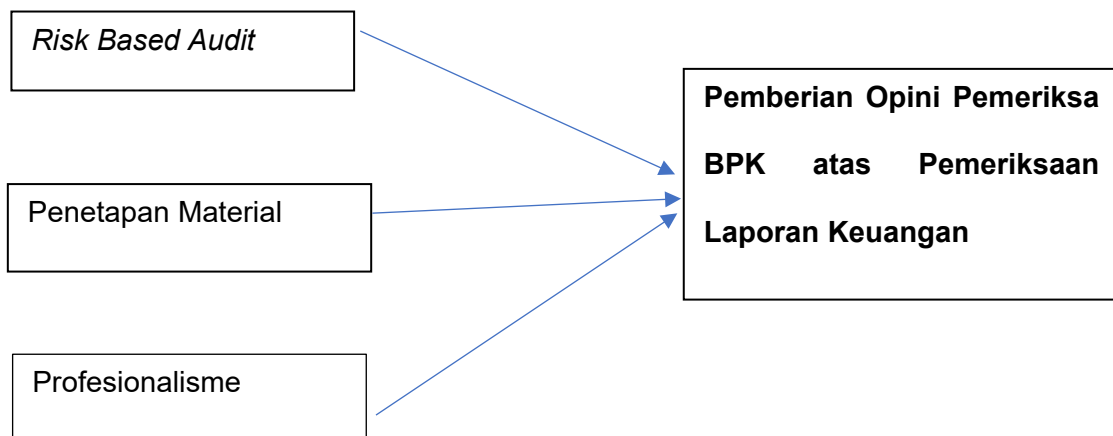 Risk Based Audit
Pemberian Opini Pemeriksa
BPK atas Pemeriksaan
Laporan Keuangan
Penetapan Material
Profesionalisme